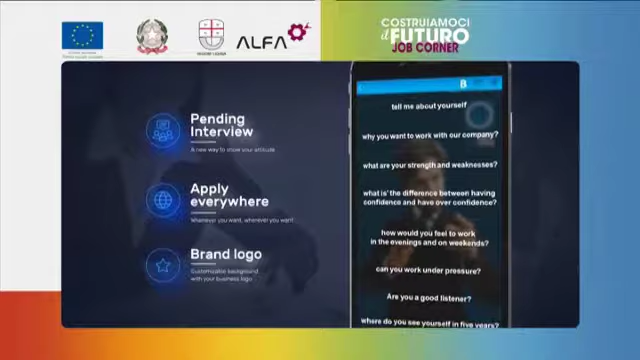 ALFA
COSTRUIAMOCI
il FUTURO
JOB CORNER
Pending
Interview
A new way to show your attitude
Apply
everywhere
Whenever you want, wherever you want
Brand logo
Customise background
with your business logo
B
tell me about yourself
why you want to work with our company?
what are your strength and weaknesses?
what is' the difference between having
confidence and have over confidence?
how would you feel to work
in the evenings and on weekends?
can you work under pressure?
Are you a good listener?
where do you see yourself in five years?